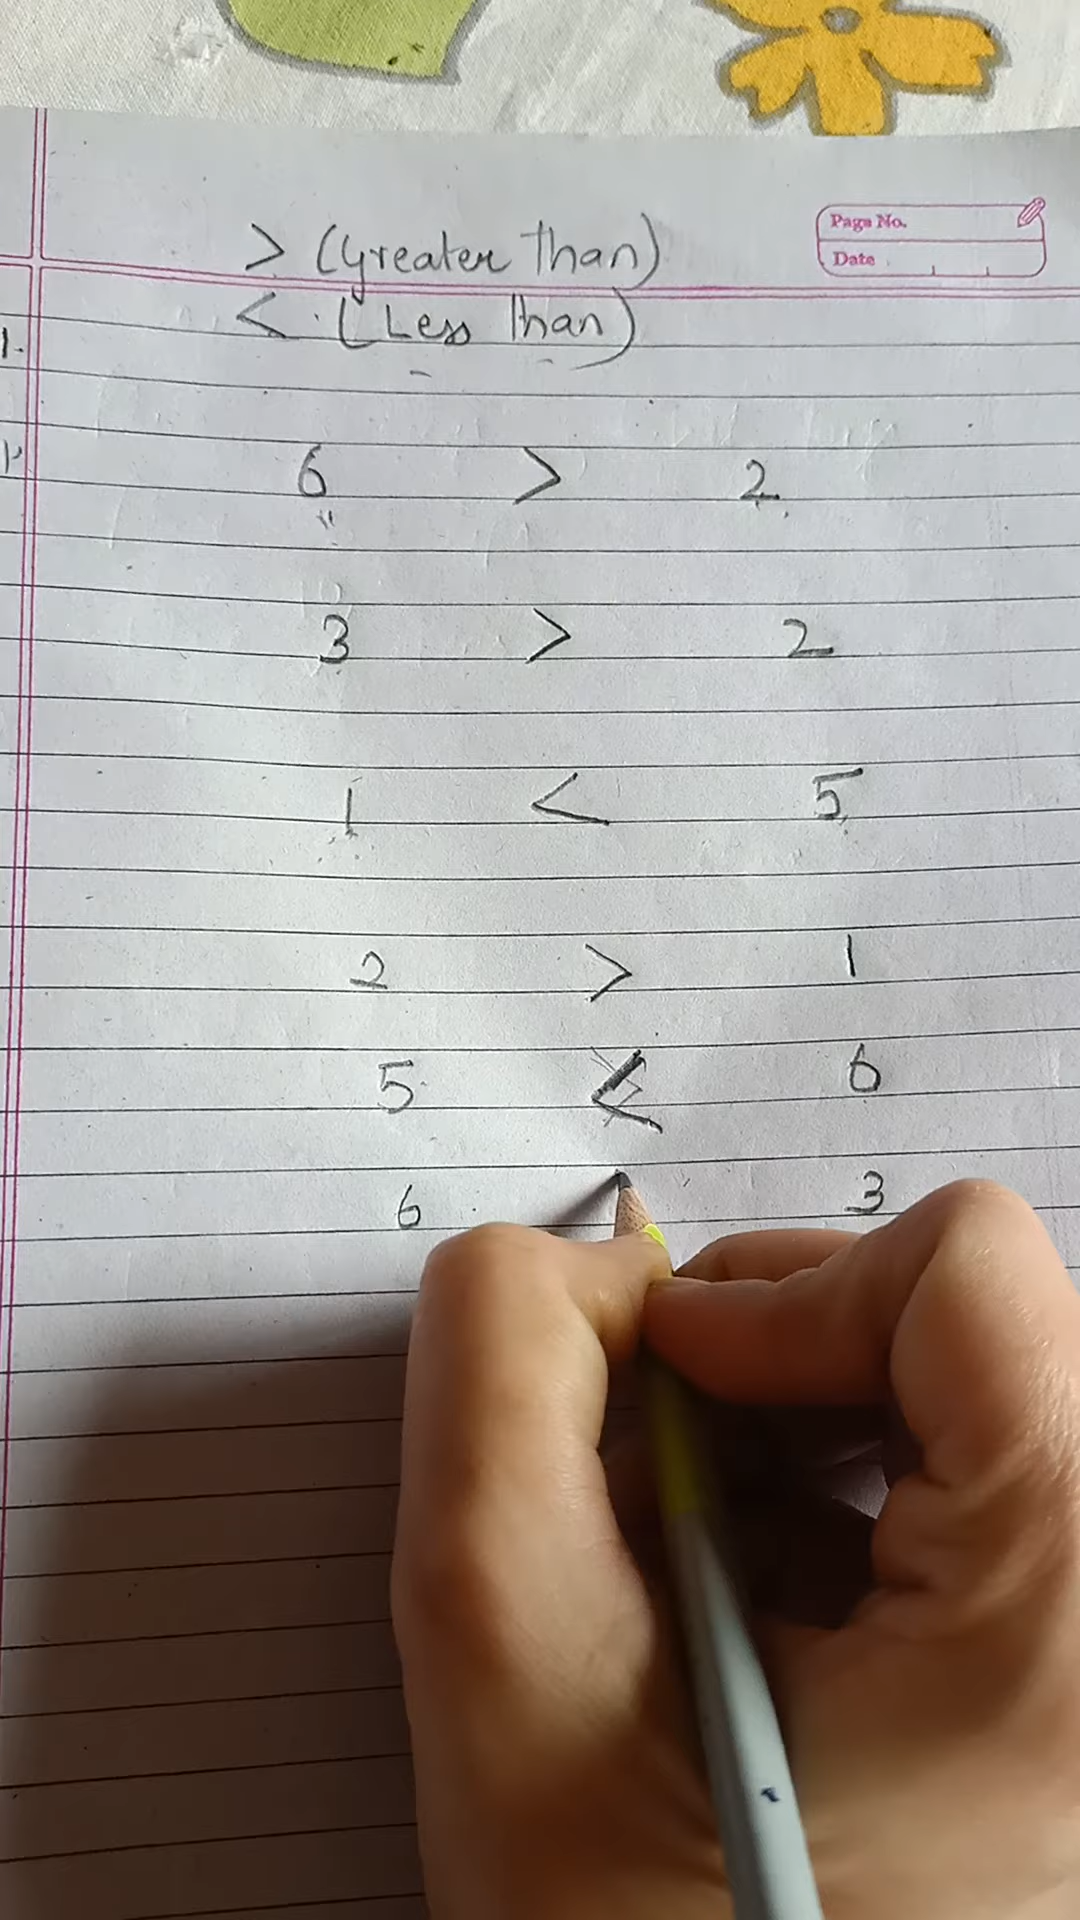 Page No.
> (Greater than)
Date
< (Less than)
1.
6 > 2
3 > 2
1 < 5
2 > 1
5 < 6
6 3